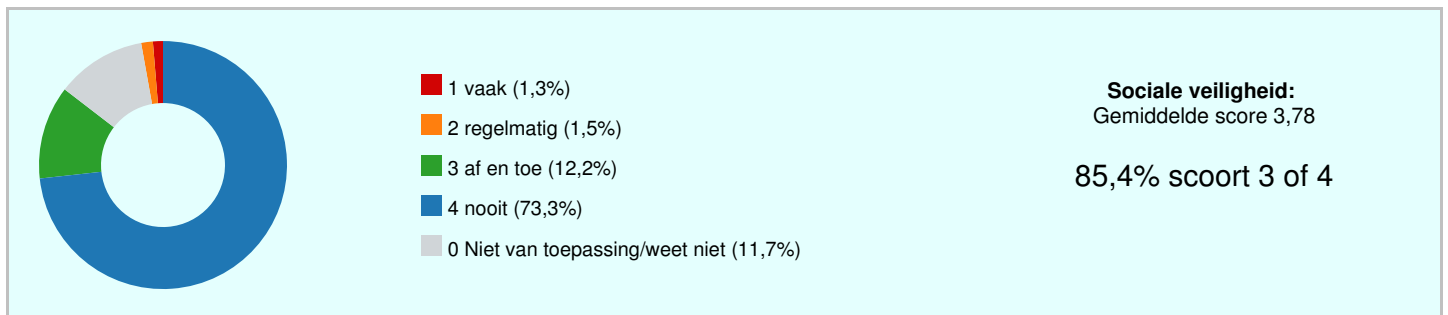 1 vaak (1,3%)
2 regelmatig (1,5%)
3 af en toe (12,2%)
4 nooit (73,3%)
0 Niet van toepassing/weet niet (11,7%)
Sociale veiligheid:
Gemiddelde score 3,78
85,4% scoort 3 of 4